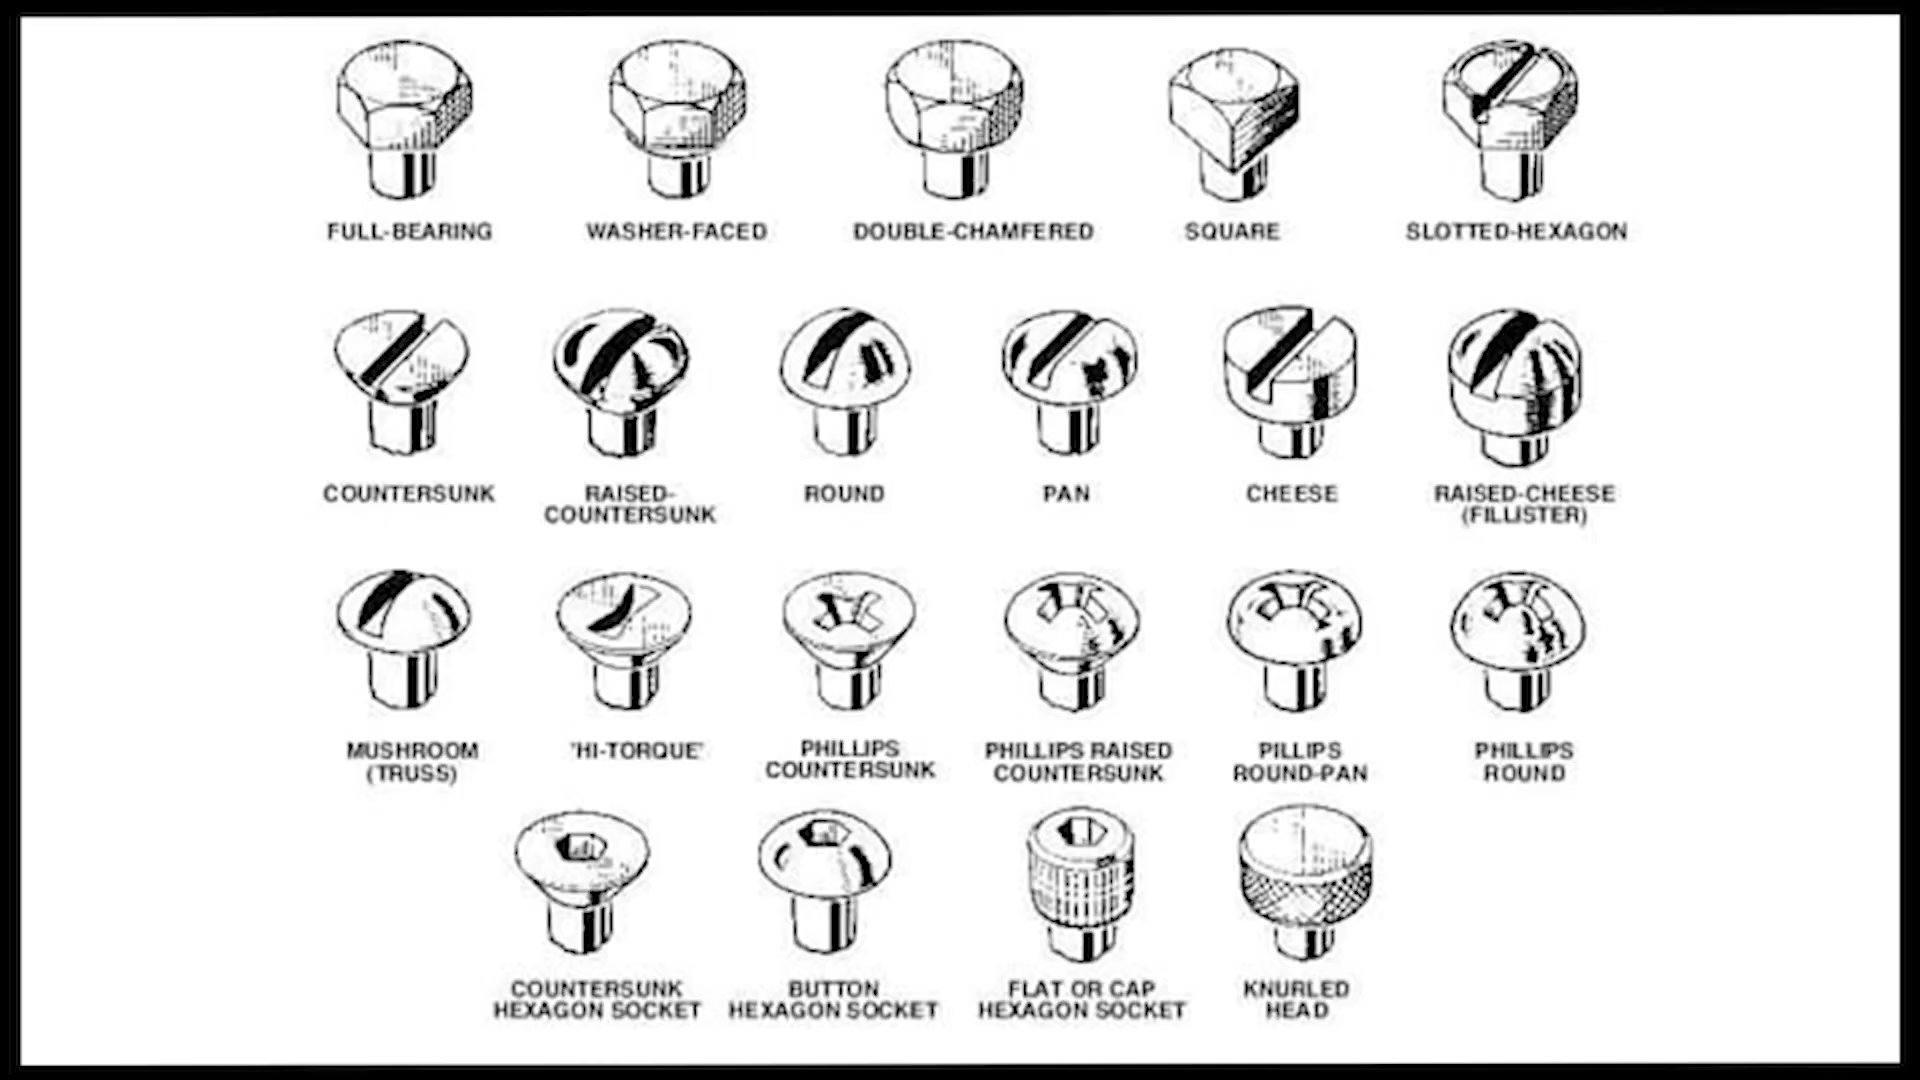 FULL-BEARING
WASHER-FACED
DOUBLE-CHAMFERED
SQUARE
SLOTTED-HEXAGON
COUNTERSUNK
RAISED-
COUNTERSUNK
ROUND
PAN
CHEESE
RAISED-CHEESE
(FILLISTER)
MUSHROOM
(TRUSS)
'HI-TORQUE'
PHILLIPS
COUNTERSUNK
PHILLIPS RAISED
COUNTERSUNK
PILLIPS
ROUND-PAN
PHILLIPS
ROUND
COUNTERSUNK
HEXAGON SOCKET
BUTTON
HEXAGON SOCKET
FLAT OR CAP
HEXAGON SOCKET
KNURLED
HEAD